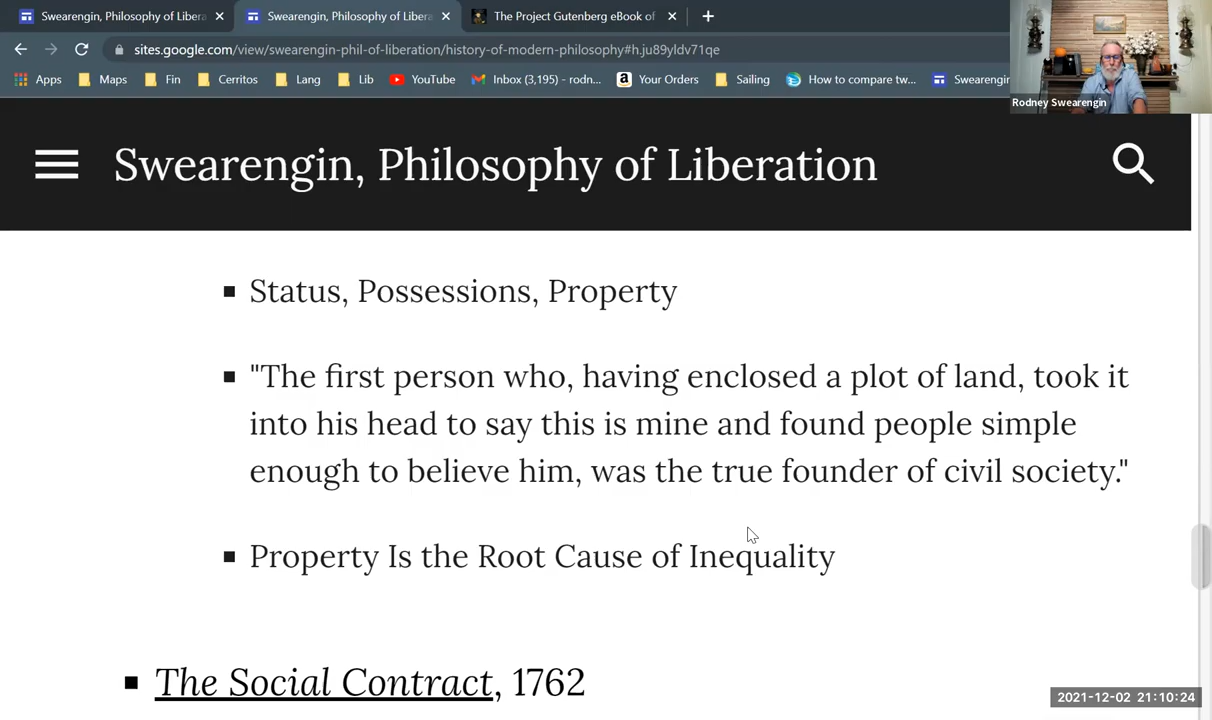 Swearengin, Philosophy of Libera
Swearengin, Philosophy of Libera
The Project Gutenberg eBook of
sites.google.com/view/swearengin-phil-of-liberation/history-of-modern-philosophy#h.ju89yldv71qe
Apps
Maps
Fin
Cerritos
Lang
Lib
YouTube
Inbox (3,195) - rodn...
Your Orders
Sailing
How to compare tw...
Swearengin
Rodney Swearengin
Swearengin, Philosophy of Liberation
Status, Possessions, Property
"The first person who, having enclosed a plot of land, took it
into his head to say this is mine and found people simple
enough to believe him, was the true founder of civil society."
Property Is the Root Cause of Inequality
The Social Contract, 1762
2021-12-02 21:10:24